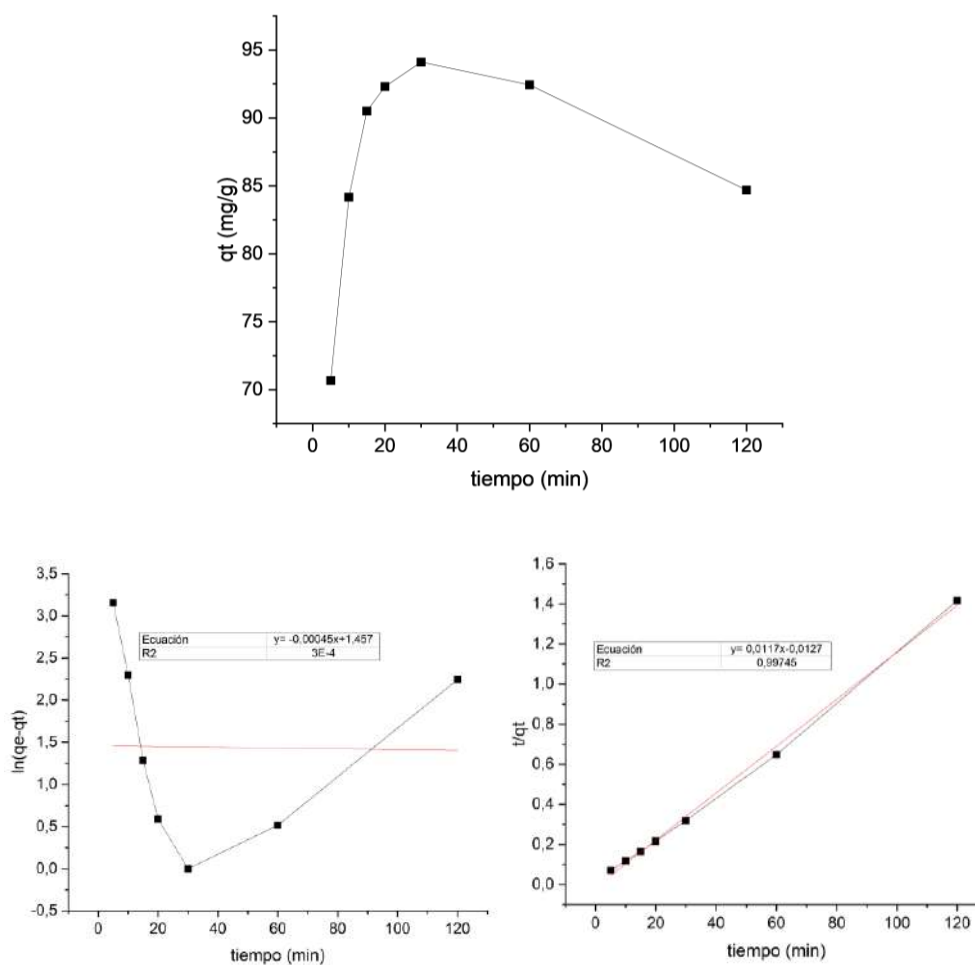 95
90
85
80
75
70
qt (mg/g)
0 20 40 60 80 100 120
tiempo (min)
3,5
3,0
2,5
2,0
1,5
1,0
0,5
0,0
-0,5
ln(qe-qt)
Ecuación y= -0,00045x+1,457
R2 3E-4
0 20 40 60 80 100 120
tiempo (min)
1,6
1,4
1,2
1,0
0,8
0,6
0,4
0,2
0,0
t/qt
Ecuación y= 0,0117x-0,0127
R2 0,99745
0 20 40 60 80 100 120
tiempo (min)